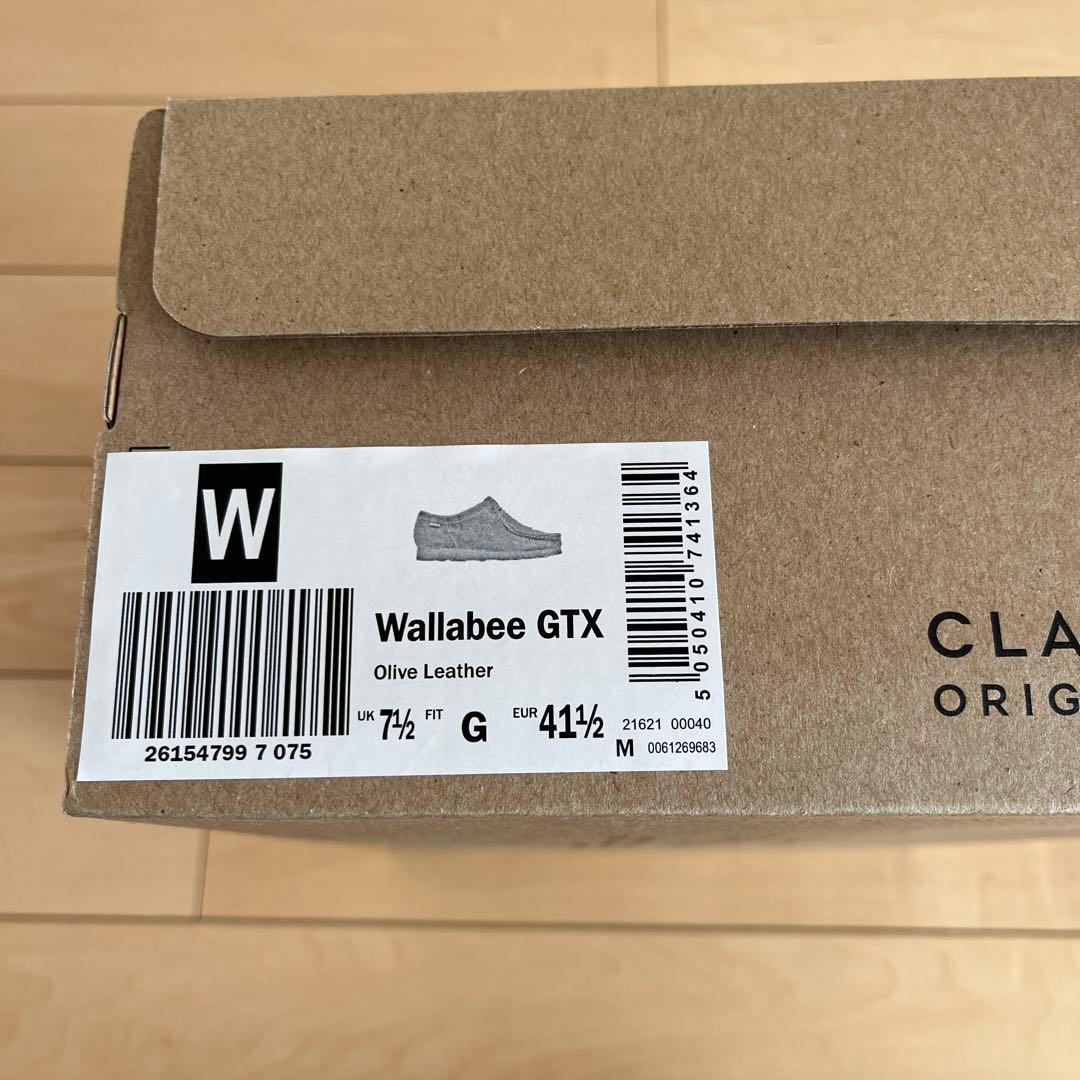 W
26154799 7 075
Wallabee GTX
Olive Leather
UK 7½ FIT G EUR 41½
5 050410 741364
21621 00040
M 0061269683
CLA
ORIG